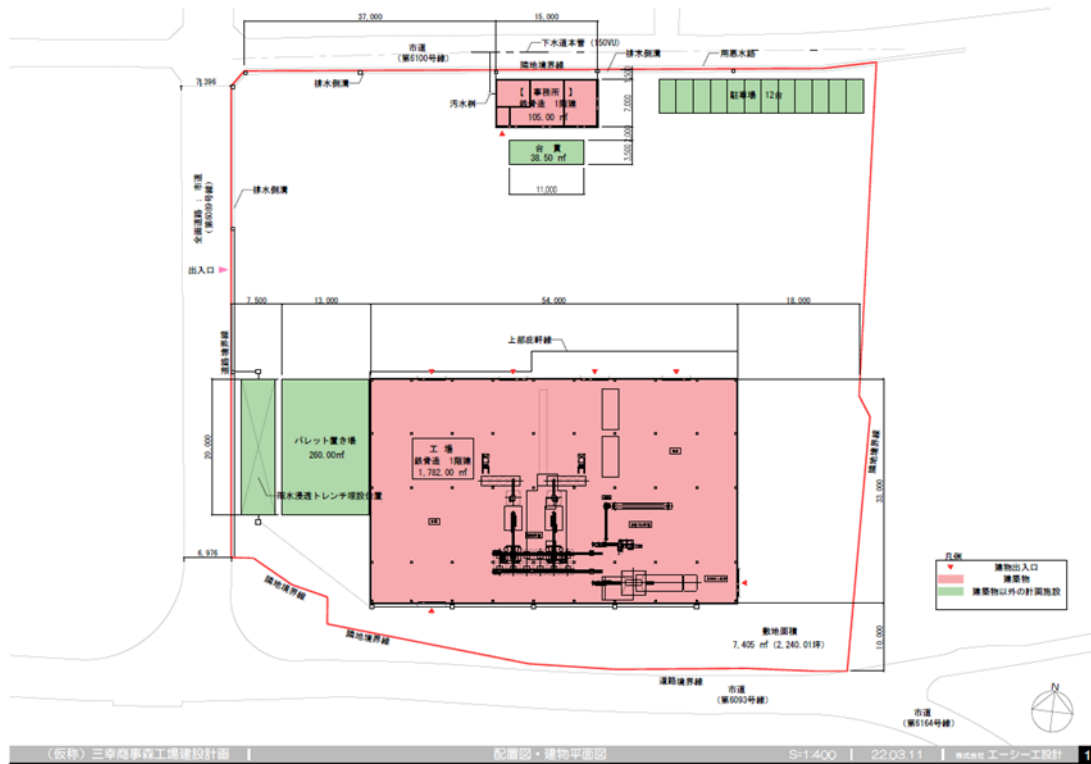 37,000
15,000
市道
(第6100号線)
下水道本管 (150VU)
隣地境界線
排水側溝
用悪水路
7,396
排水側溝
汚水桝
[ 事務所 ]
鉄骨造 1階建
105.00 ㎡
1,500
7,000
2,000
3,500
駐車場 12台
台貫
38.50 ㎡
11,000
排水側溝
全面道路 : 市道
(第6089号線)
出入口
7,500
13,000
54,000
18,000
道路境界線
上部庇軒線
20,000
パレット置き場
260.00㎡
工場
鉄骨造 1階建
1,782.00 ㎡
雨水浸透トレンチ埋設位置
隣地境界線
33,000
6,976
隣地境界線
隣地境界線
凡例
建物出入口
建築物
建築物以外の計画施設
敷地面積
7,405 ㎡ (2,240.01坪)
10,000
道路境界線
市道
(第6093号線)
市道
(第6164号線)
N
(仮称) 三幸商事森工場建設計画
配置図・建物平面図
S=1:400
22.03.11
株式会社 エーシー工設計
1